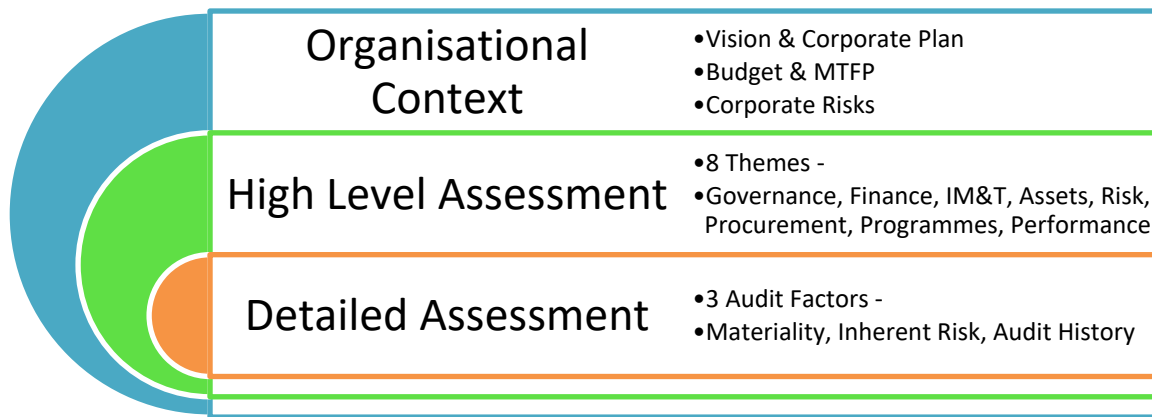 Organisational
Context
•Vision & Corporate Plan
•Budget & MTFP
•Corporate Risks
High Level Assessment
•8 Themes -
•Governance, Finance, IM&T, Assets, Risk,
Procurement, Programmes, Performance
Detailed Assessment
•3 Audit Factors -
•Materiality, Inherent Risk, Audit History